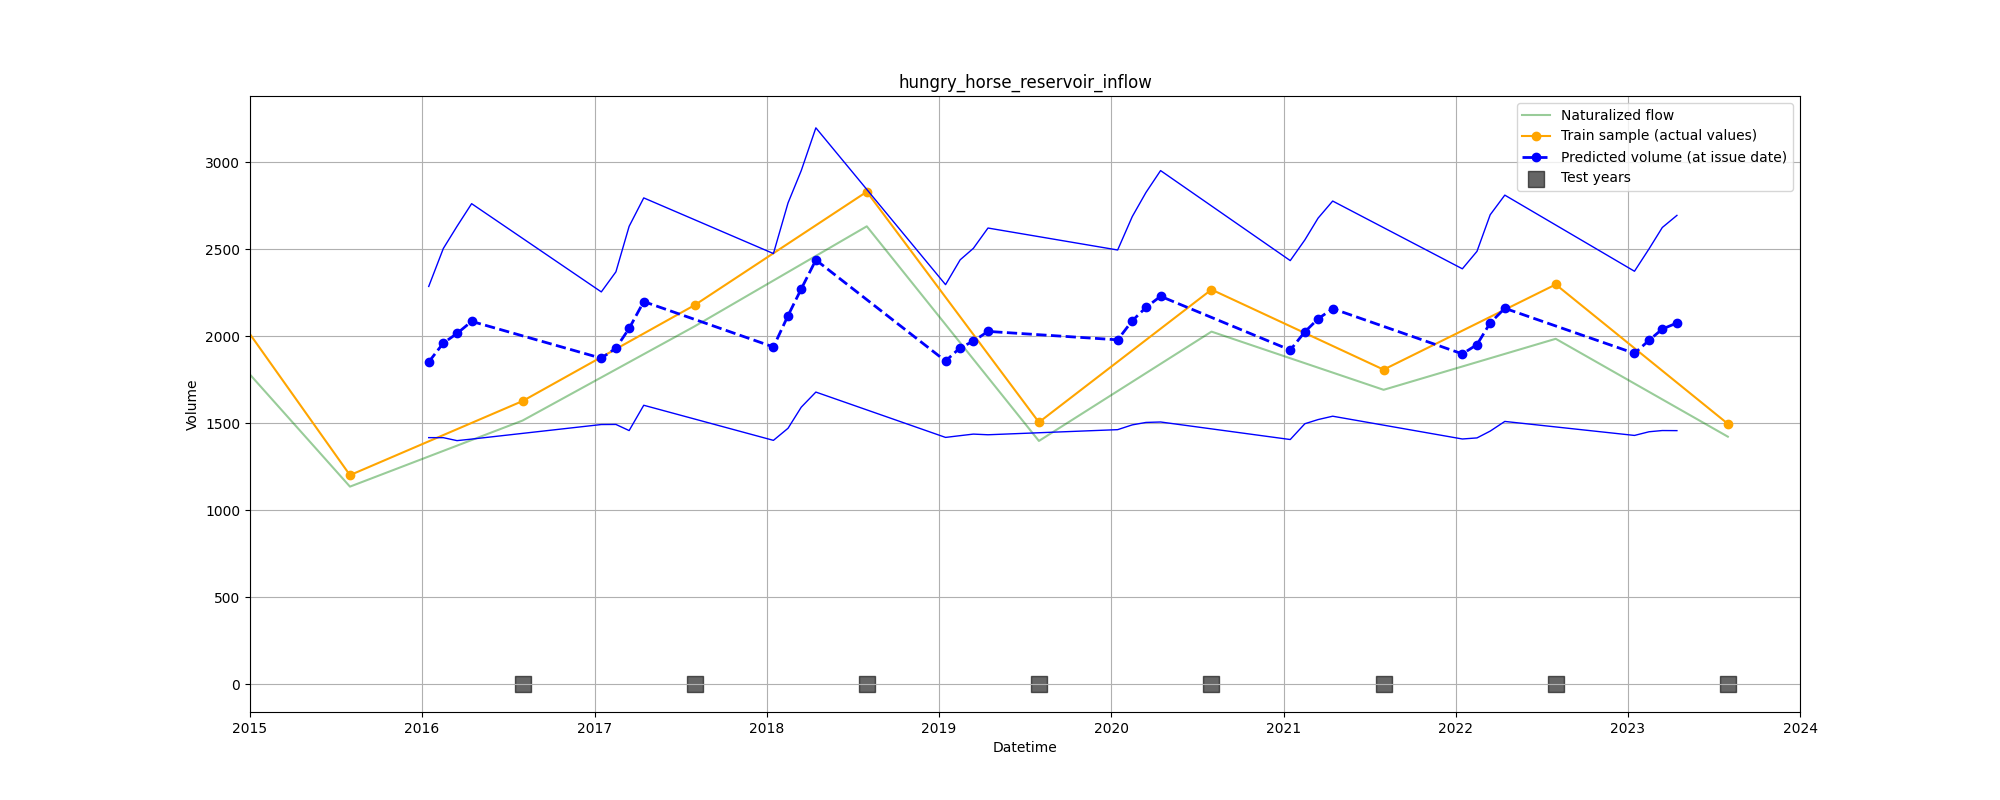 hungry_horse_reservoir_inflow
Naturalized flow
Train sample (actual values)
Predicted volume (at issue date)
Test years
3000
2500
2000
1500
1000
500
0
Volume
2015 2016 2017 2018 2019 2020 2021 2022 2023 2024
Datetime